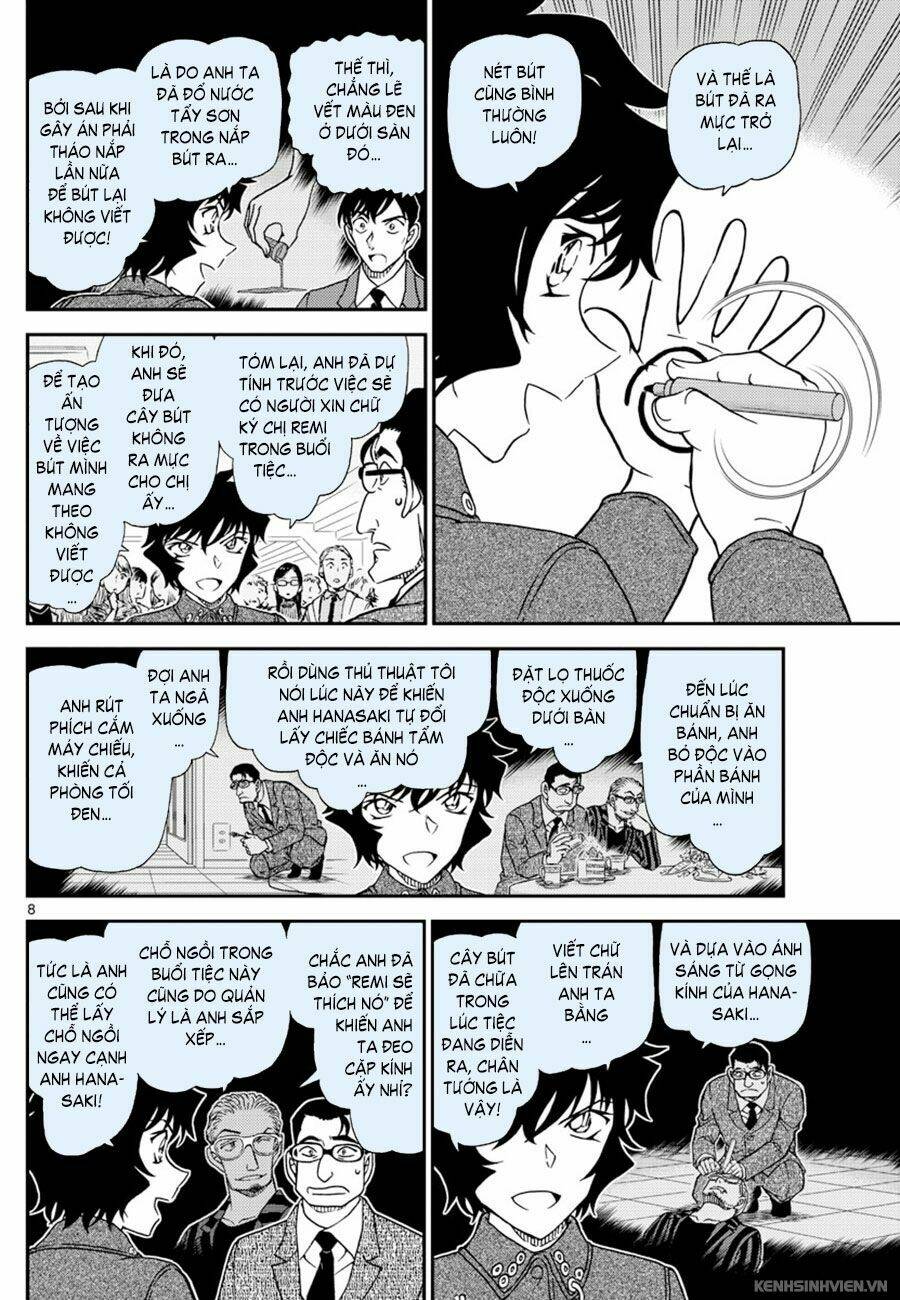 VÀ THẾ LÀ
BÚT ĐÃ RA
MỰC TRỞ
LẠI...
NÉT BÚT
CŨNG BÌNH
THƯỜNG
LUÔN!
THẾ THÌ,
CHẲNG LẼ
VẾT MÀU ĐEN
Ở DƯỚI SÀN
ĐÓ...
LÀ DO ANH TA
ĐÃ ĐỔ NƯỚC
TẨY SƠN
TRONG NẮP
BÚT RA...
BỞI SAU KHI
GÂY ÁN PHẢI
THÁO NẮP
LẦN NỮA
ĐỂ BÚT LẠI
KHÔNG VIẾT
ĐƯỢC!
TÓM LẠI, ANH ĐÃ DỰ
TÍNH TRƯỚC VIỆC SẼ
CÓ NGƯỜI XIN CHỮ
KÝ CHỊ REMI
TRONG BUỔI
TIỆC...
KHI ĐÓ,
ANH SẼ
ĐƯA
CÂY BÚT
KHÔNG
RA MỰC
CHO CHỊ
ẤY...
ĐỂ TẠO
ẤN
TƯỢNG
VỀ VIỆC
BÚT MÌNH
MANG
THEO
KHÔNG
VIẾT
ĐƯỢC
...
ĐẾN LÚC
CHUẨN BỊ ĂN
BÁNH, ANH
BỎ ĐỘC VÀO
PHẦN BÁNH
CỦA MÌNH
...
ĐẶT LỌ THUỐC
ĐỘC XUỐNG
DƯỚI BÀN
...
RỒI DÙNG THỦ THUẬT TÔI
NÓI LÚC NÀY ĐỂ KHIẾN
ANH HANASAKI TỰ ĐỔI
LẤY CHIẾC BÁNH TẨM
ĐỘC VÀ ĂN NÓ
...
ĐỢI ANH
TA NGÃ
XUỐNG
...
ANH RÚT
PHÍCH CẮM
MÁY CHIẾU,
KHIẾN CẢ
PHÒNG TỐI
ĐEN...
8
VÀ DỰA VÀO ÁNH
SÁNG TỪ GỌNG
KÍNH CỦA HANA-
SAKI...
VIẾT CHỮ
LÊN TRÁN
ANH TA
BẰNG
...
CÂY BÚT
ĐÃ CHỮA
TRONG
LÚC TIỆC
ĐANG DIỄN
RA, CHÂN
TƯỚNG LÀ
VẬY!
CHẮC ANH ĐÃ
BẢO "REMI SẼ
THÍCH NÓ" ĐỂ
KHIẾN ANH
TA ĐEO
CẶP KÍNH
ẤY NHỈ?
CHỖ NGỒI TRONG
BUỔI TIỆC NÀY
CŨNG DO QUẢN
LÝ LÀ ANH SẮP
XẾP...
TỨC LÀ ANH
CŨNG CÓ
THỂ LẤY
CHỖ NGỒI
NGAY CẠNH
ANH HANA-
SAKI!
KENHSINHVIEN.VN